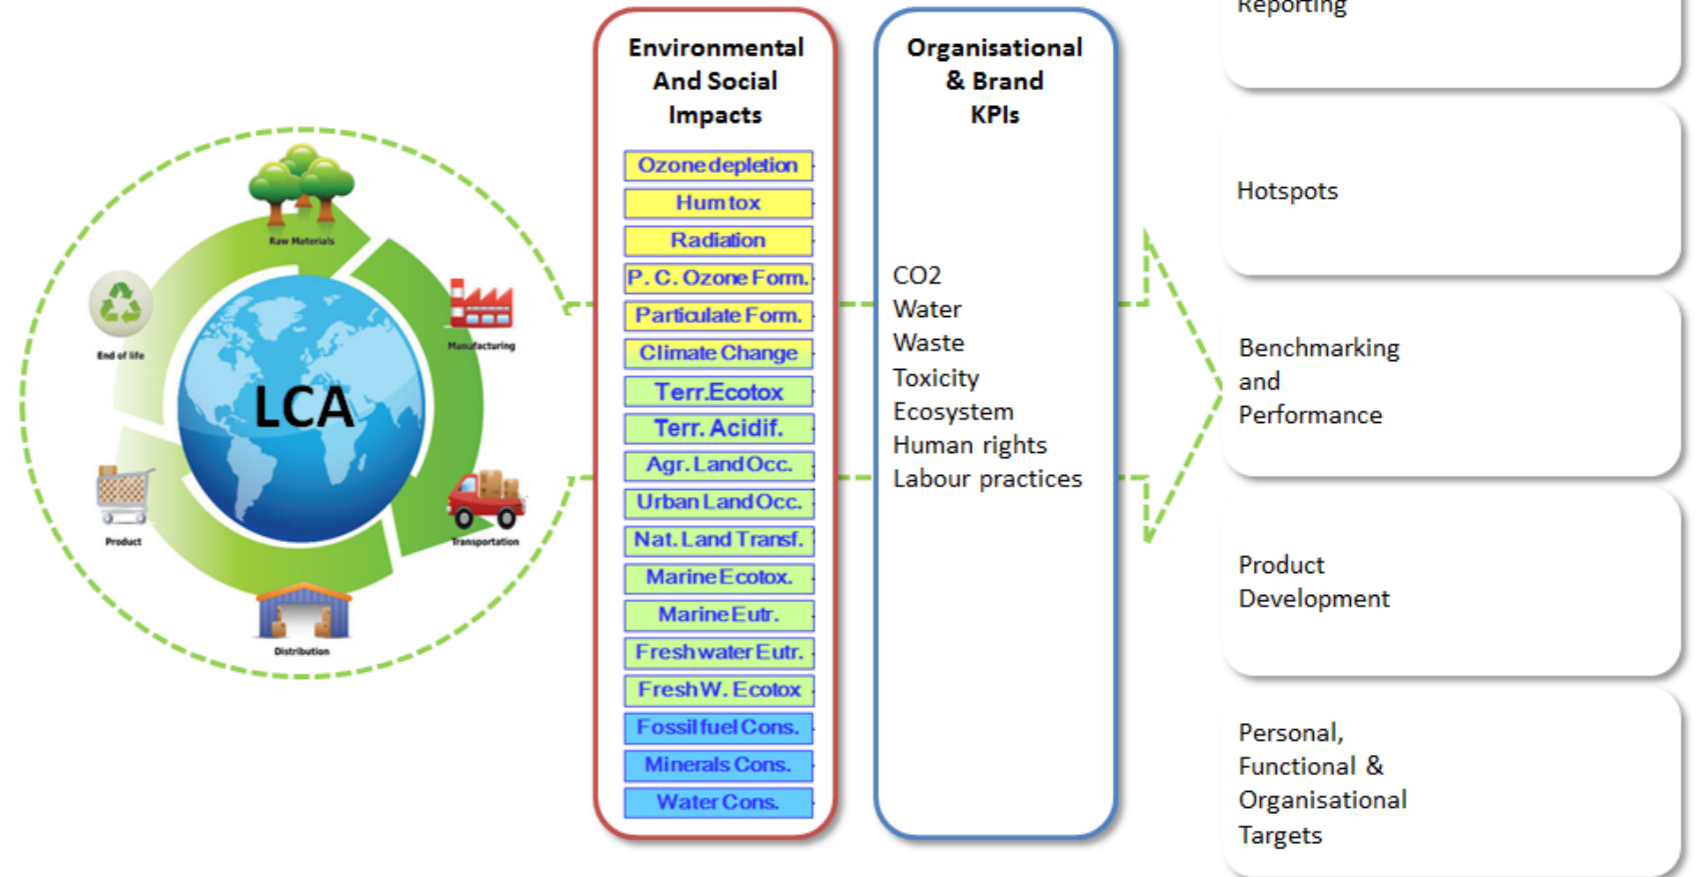 Raw Materials
End of life
Manufacturing
LCA
Product
Transportation
Distribution
Environmental
And Social
Impacts
Ozone depletion
Hum tox
Radiation
P. C. Ozone Form.
Particulate Form.
Climate Change
Terr.Ecotox
Terr. Acidif.
Agr. Land Occ.
Urban Land Occ.
Nat. Land Transf.
Marine Ecotox.
Marine Eutr.
Freshwater Eutr.
Fresh W. Ecotox
Fossil fuel Cons.
Minerals Cons.
Water Cons.
Organisational
& Brand
KPIs
CO2
Water
Waste
Toxicity
Ecosystem
Human rights
Labour practices
Reporting
Hotspots
Benchmarking
and
Performance
Product
Development
Personal,
Functional &
Organisational
Targets